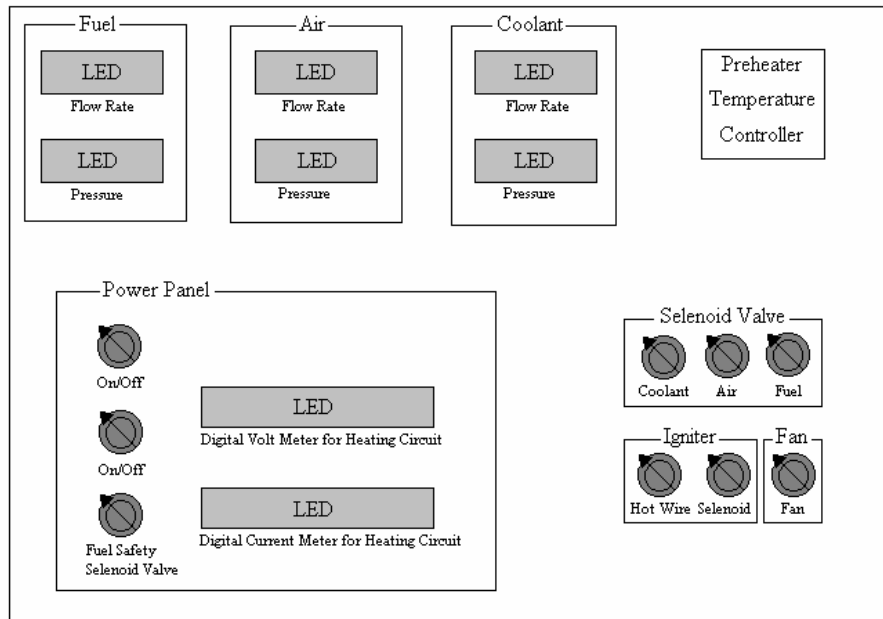 Fuel
LED
Flow Rate
LED
Pressure
Air
LED
Flow Rate
LED
Pressure
Coolant
LED
Flow Rate
LED
Pressure
Preheater
Temperature
Controller
Power Panel
On/Off
On/Off
Fuel Safety
Selenoid Valve
LED
Digital Volt Meter for Heating Circuit
LED
Digital Current Meter for Heating Circuit
Selenoid Valve
Coolant
Air
Fuel
Igniter
Hot Wire
Selenoid
Fan
Fan